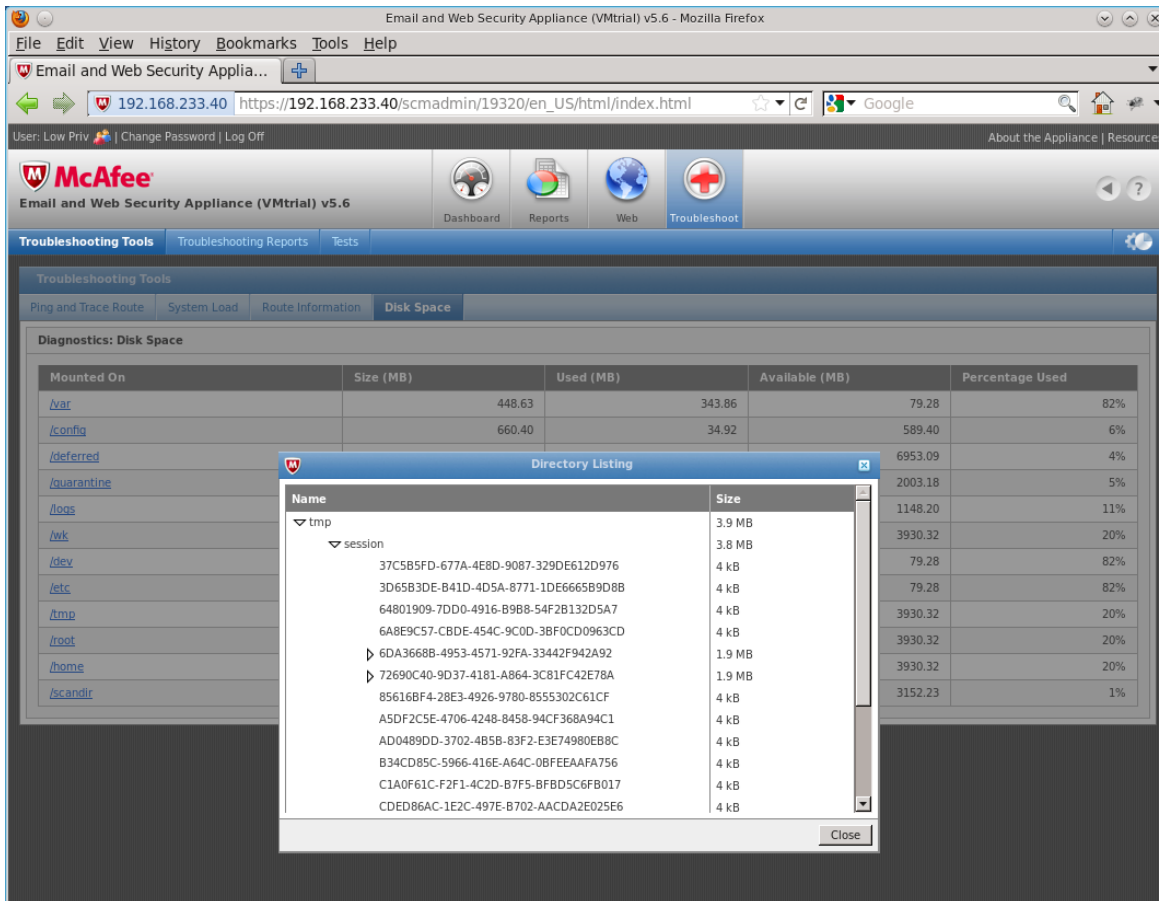 Email and Web Security Appliance (VMtrial) v5.6 - Mozilla Firefox
File Edit View History Bookmarks Tools Help
Email and Web Security Applia...
192.168.233.40 https://192.168.233.40/scmadmin/19320/en_US/html/index.html Google
User: Low Priv | Change Password | Log Off About the Appliance | Resource
McAfee
Email and Web Security Appliance (VMtrial) v5.6
Dashboard Reports Web Troubleshoot
Troubleshooting Tools Troubleshooting Reports Tests
Troubleshooting Tools
Ping and Trace Route System Load Route Information Disk Space
Diagnostics: Disk Space
Mounted On Size (MB) Used (MB) Available (MB) Percentage Used
/var 448.63 343.86 79.28 82%
/config 660.40 34.92 589.40 6%
/deferred 6953.09 4%
/quarantine 2003.18 5%
/logs 1148.20 11%
/wk 3930.32 20%
/dev 79.28 82%
/etc 79.28 82%
/tmp 3930.32 20%
/root 3930.32 20%
/home 3930.32 20%
/scandir 3152.23 1%
Directory Listing
Name Size
tmp 3.9 MB
session 3.8 MB
37C5B5FD-677A-4E8D-9087-329DE612D976 4 kB
3D65B3DE-B41D-4D5A-8771-1DE6665B9D8B 4 kB
64801909-7DD0-4916-B9B8-54F2B132D5A7 4 kB
6A8E9C57-CBDE-454C-9C0D-3BF0CD0963CD 4 kB
6DA3668B-4953-4571-92FA-33442F942A92 1.9 MB
72690C40-9D37-4181-A864-3C81FC42E78A 1.9 MB
85616BF4-28E3-4926-9780-8555302C61CF 4 kB
A5DF2C5E-4706-4248-8458-94CF368A94C1 4 kB
AD0489DD-3702-4B5B-83F2-E3E74980EB8C 4 kB
B34CD85C-5966-416E-A64C-0BFEEAAFA756 4 kB
C1A0F61C-F2F1-4C2D-B7F5-BFBD5C6FB017 4 kB
CDED86AC-1E2C-497E-B702-AACDA2E025E6 4 kB
Close